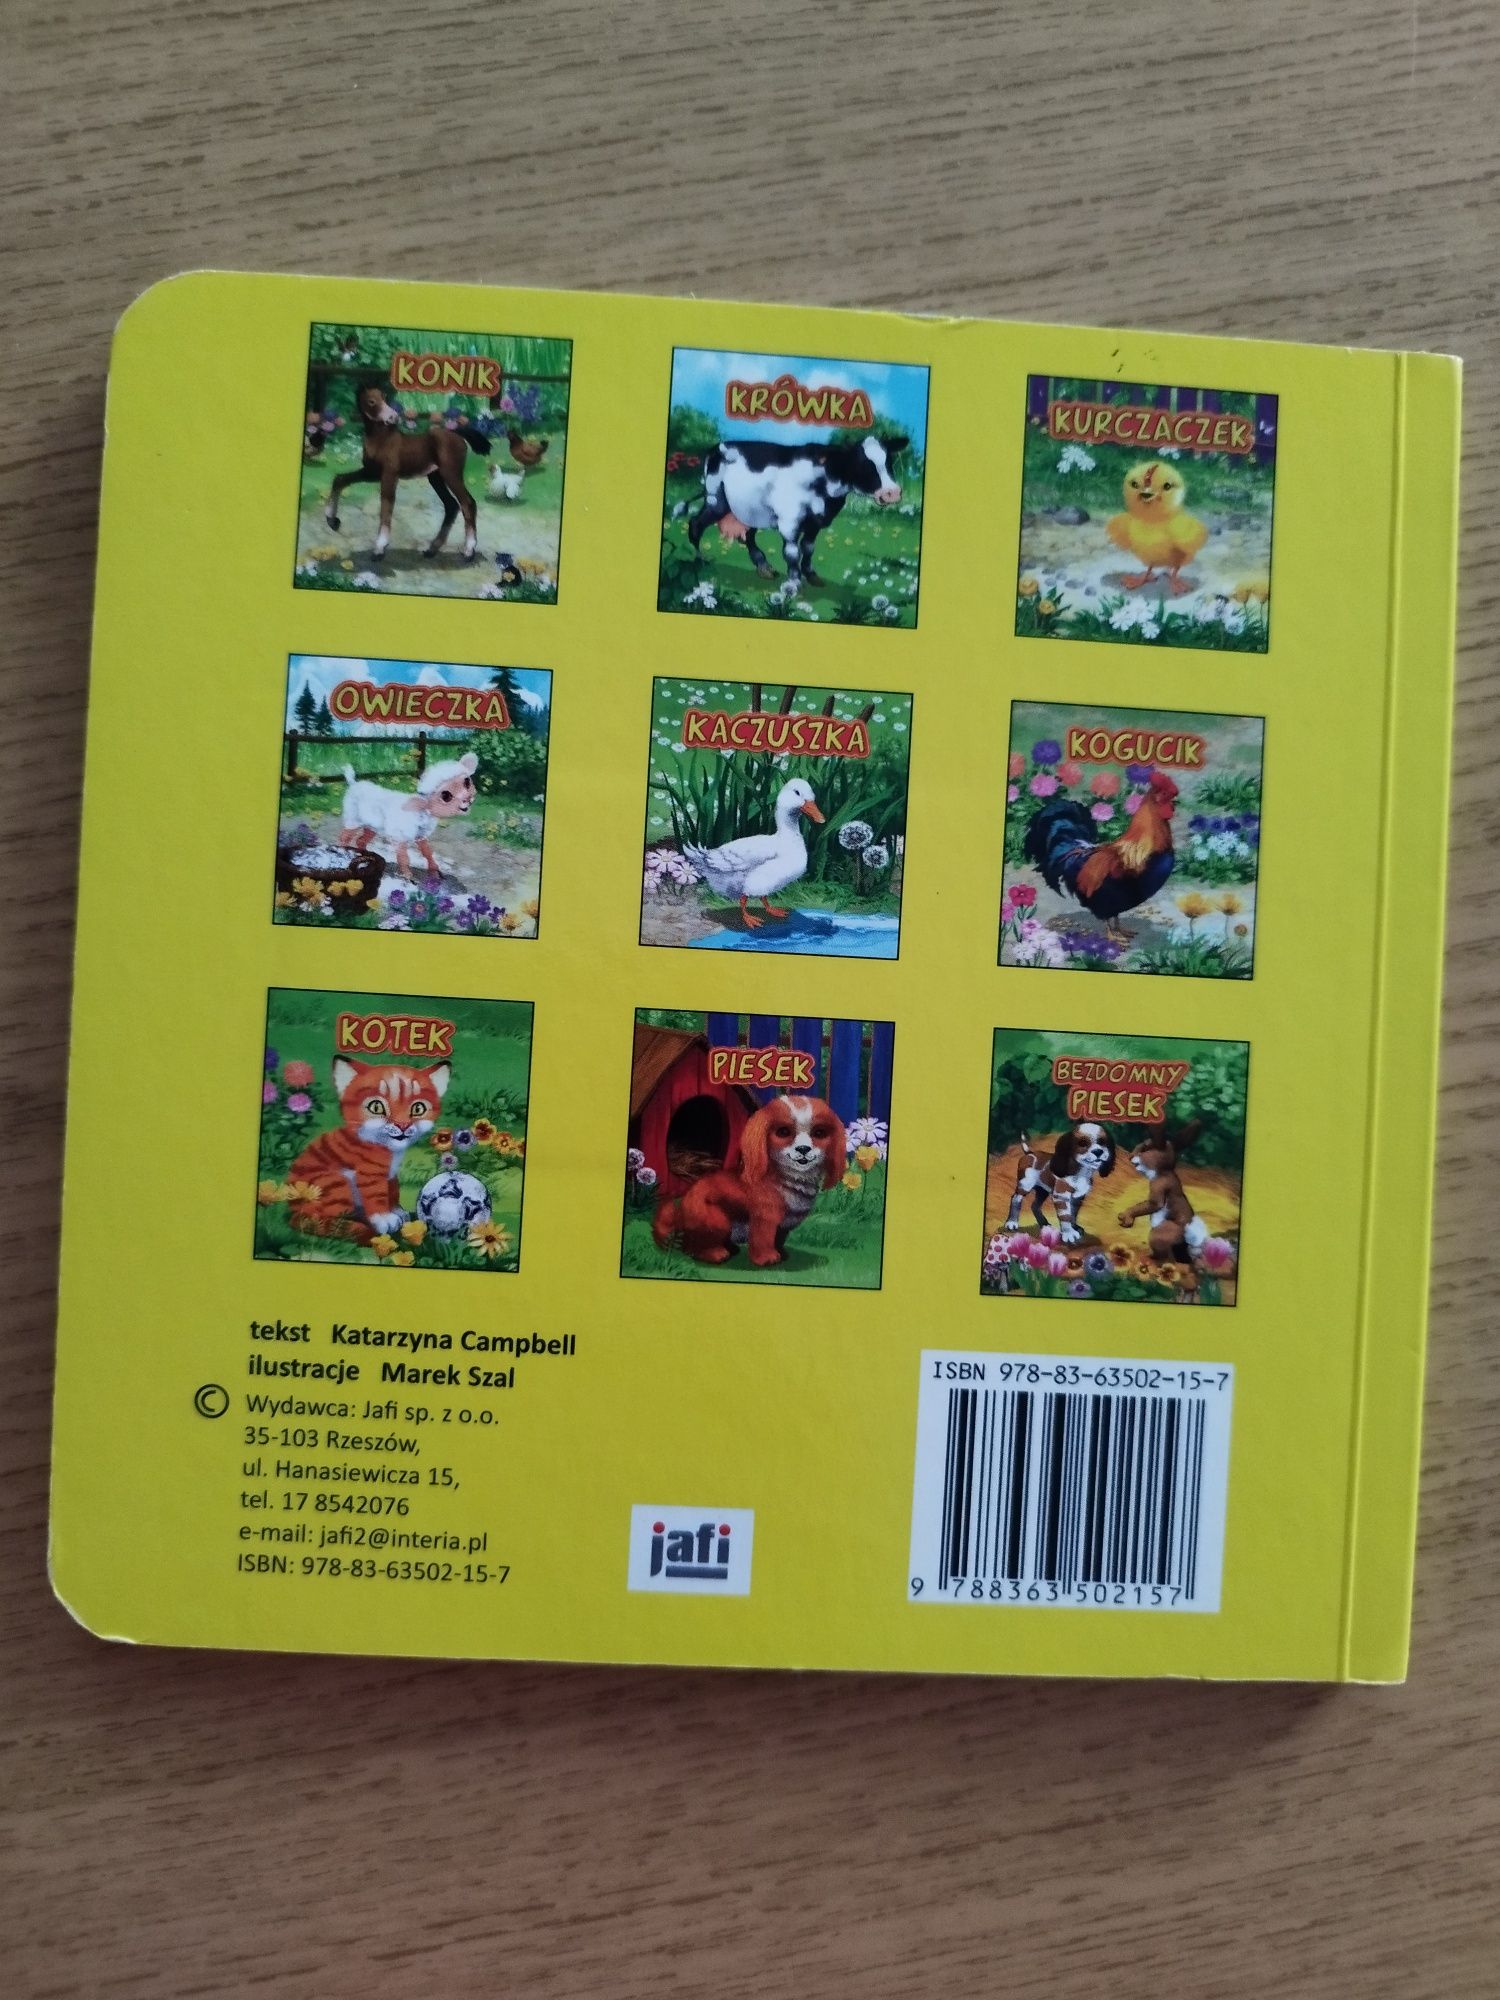 KONIK
KRÓWKA
KURCZACZEK
OWIECZKA
KACZUSZKA
KOGUCIK
KOTEK
PIESEK
BEZDOMNY
PIESEK
tekst Katarzyna Campbell
ilustracje Marek Szal
© Wydawca: Jafi sp. z o.o.
35-103 Rzeszów,
ul. Hanasiewicza 15,
tel. 17 8542076
e-mail: jafi2@interia.pl
ISBN: 978-83-63502-15-7
jafi
ISBN 978-83-63502-15-7
9 788363 502157